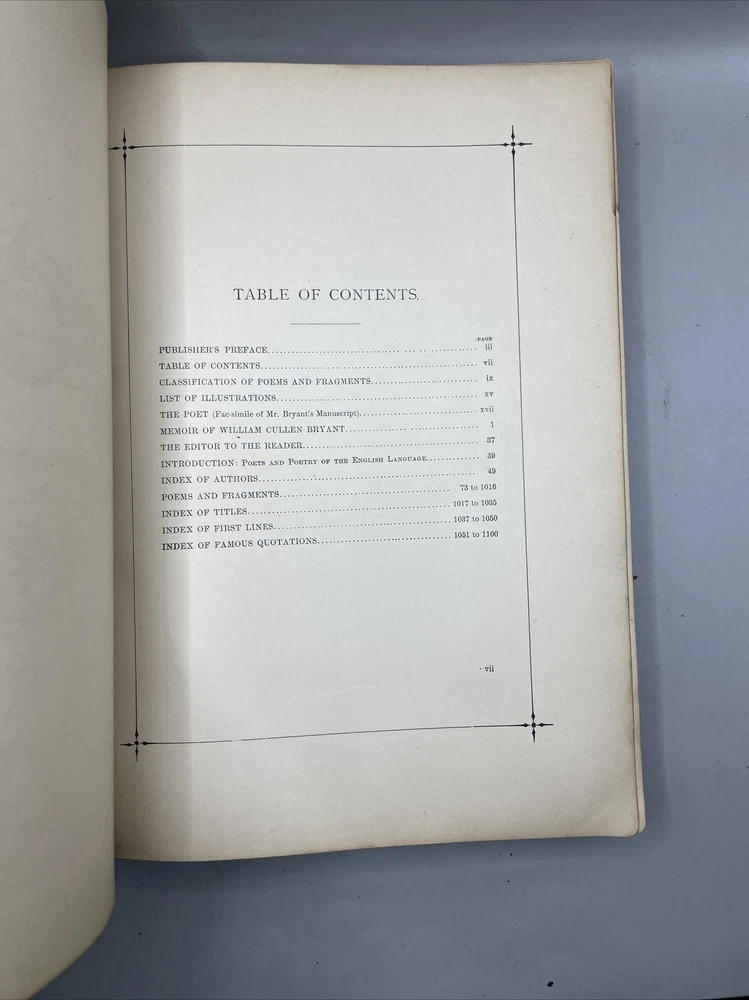 TABLE OF CONTENTS.
PAGE
PUBLISHER'S PREFACE.................................................... iii
TABLE OF CONTENTS.................................................... vii
CLASSIFICATION OF POEMS AND FRAGMENTS......................... ix
LIST OF ILLUSTRATIONS.................................................. xv
THE POET (Fac-simile of Mr. Bryant's Manuscript)............................ xvii
MEMOIR OF WILLIAM CULLEN BRYANT................................ 1
THE EDITOR TO THE READER......................................... 37
INTRODUCTION: POETS AND POETRY OF THE ENGLISH LANGUAGE............. 39
INDEX OF AUTHORS.................................................. 49
POEMS AND FRAGMENTS........................................ 73 to 1016
INDEX OF TITLES............................................ 1017 to 1035
INDEX OF FIRST LINES....................................... 1037 to 1050
INDEX OF FAMOUS QUOTATIONS.............................. 1051 to 1100
vii